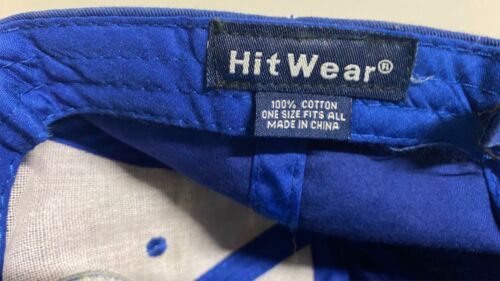 HitWear®
100% COTTON
ONE SIZE FITS ALL
MADE IN CHINA